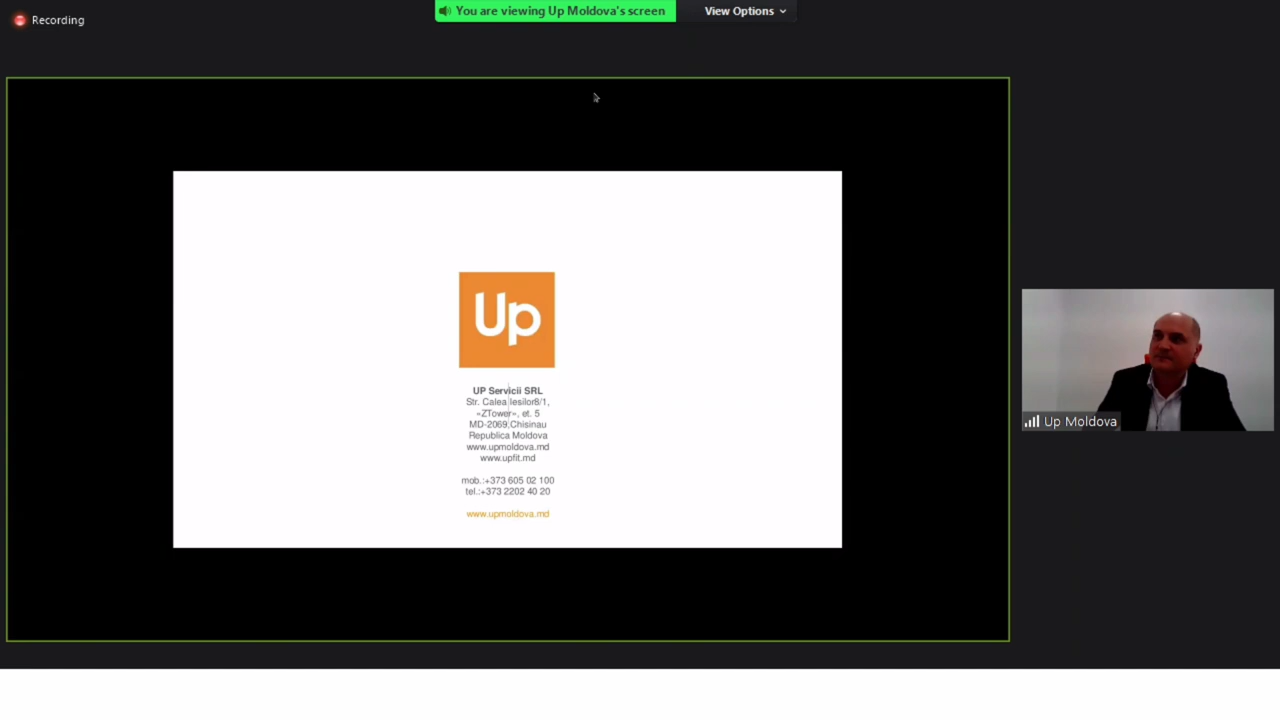 Recording
You are viewing Up Moldova's screen
View Options
Up
UP Servicii SRL
Str. Calea Iesilor8/1,
»ZTower», et. 5
MD-2069,Chisinau
Republica Moldova
www.upmoldova.md
www.upfit.md
mob.:+373 605 02 100
tel.:+373 2202 40 20
www.upmoldova.md
Up Moldova